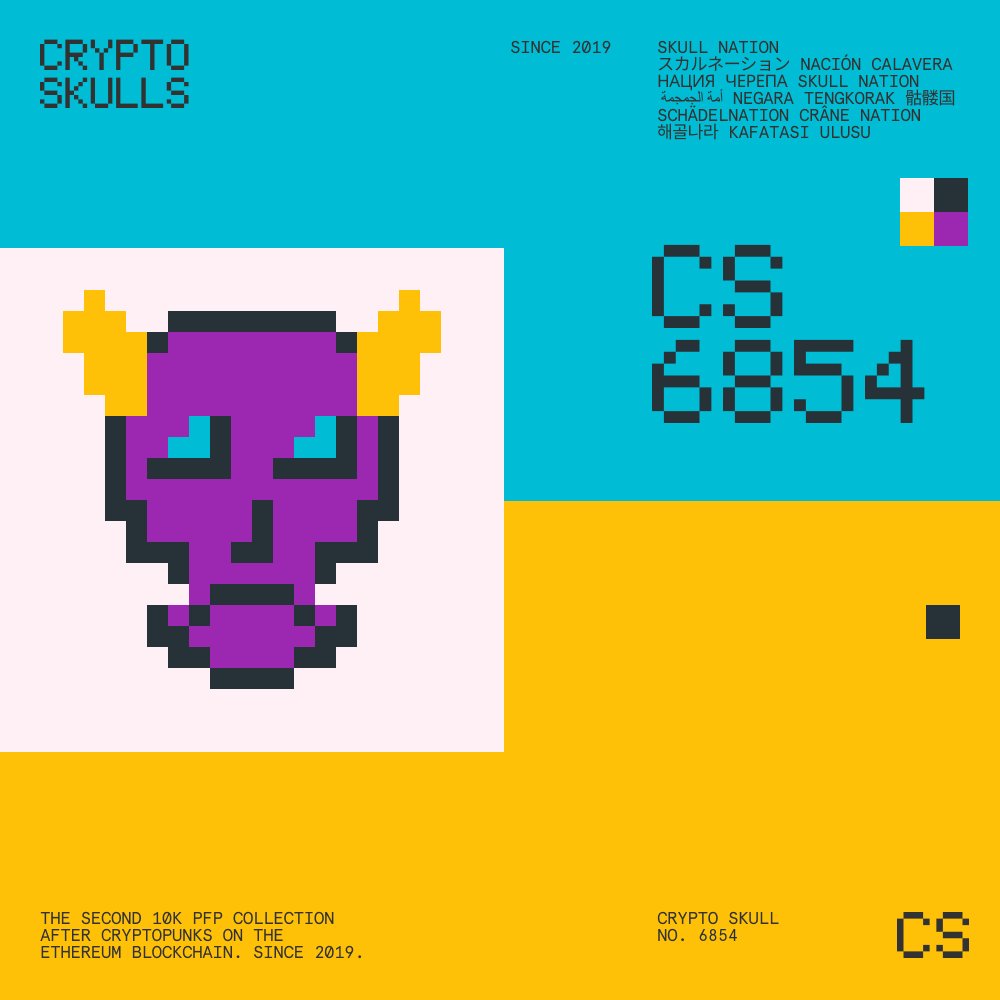 CRYPTO
SKULLS
SINCE 2019
SKULL NATION
スカルネーション NACIÓN CALAVERA
НАЦИЯ ЧЕРЕПА SKULL NATION
أمة الجمجمة NEGARA TENGKORAK 骷髅国
SCHÄDELNATION CRÂNE NATION
해골나라 KAFATASI ULUSU
CS
6854
THE SECOND 10K PFP COLLECTION
AFTER CRYPTOPUNKS ON THE
ETHEREUM BLOCKCHAIN. SINCE 2019.
CRYPTO SKULL
NO. 6854
CS